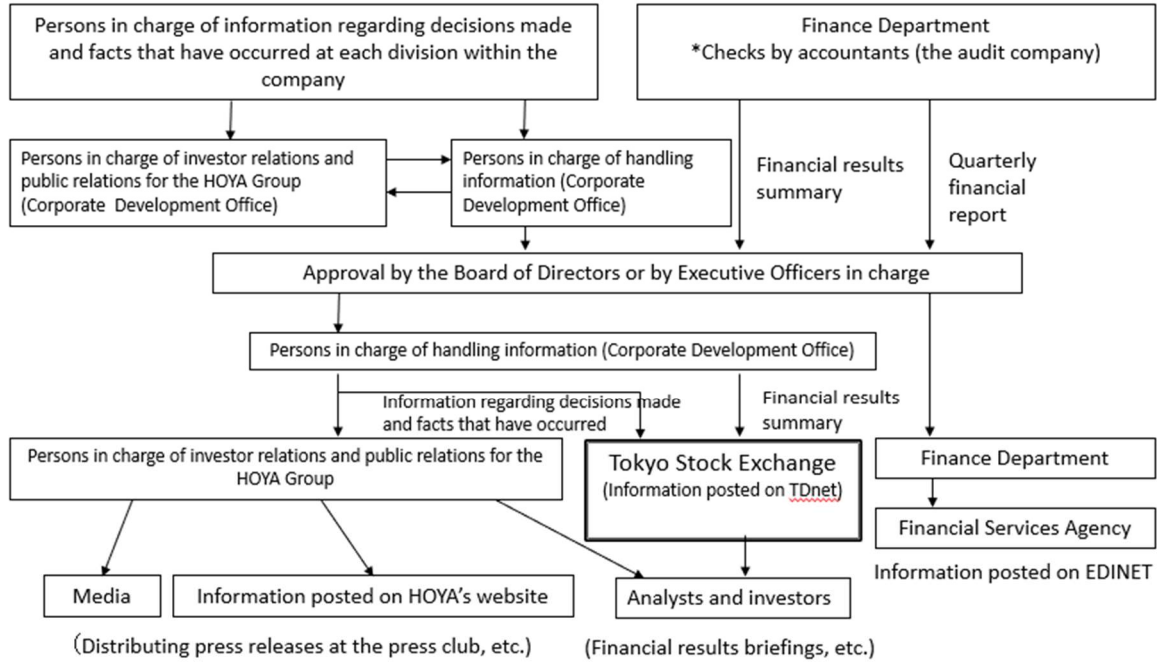 Persons in charge of information regarding decisions made
and facts that have occurred at each division within the
company
Finance Department
*Checks by accountants (the audit company)
Persons in charge of investor relations and
public relations for the HOYA Group
(Corporate Development Office)
Persons in charge of handling
information (Corporate
Development Office)
Financial results
summary
Quarterly
financial
report
Approval by the Board of Directors or by Executive Officers in charge
Persons in charge of handling information (Corporate Development Office)
Information regarding decisions made
and facts that have occurred
Financial results
summary
Persons in charge of investor relations and public relations for the
HOYA Group
Tokyo Stock Exchange
(Information posted on TDnet)
Finance Department
Financial Services Agency
Information posted on EDINET
Media
Information posted on HOYA’s website
Analysts and investors
(Distributing press releases at the press club, etc.)
(Financial results briefings, etc.)